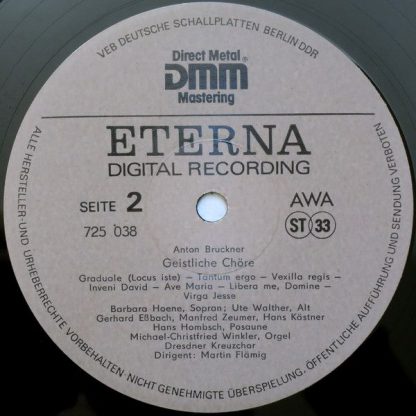 VEB DEUTSCHE SCHALLPLATTEN BERLIN DDR
Direct Metal
DMM®
Mastering
ETERNA
DIGITAL RECORDING
SEITE 2
AWA
725 038
ST 33
Anton Bruckner
Geistliche Chöre
Graduale (Locus iste) – Tantum ergo – Vexilla regis –
Inveni David – Ave Maria – Libera me, Domine –
Virga Jesse
Barbara Hoene, Sopran; Ute Walther, Alt
Gerhard Eßbach, Manfred Zeumer, Hans Kästner
Hans Hombsch, Posaune
Michael-Christfried Winkler, Orgel
Dresdner Kreuzchor
Dirigent: Martin Flämig
ALLE HERSTELLER- UND URHEBERRECHTE VORBEHALTEN NICHT GENEHMIGTE ÜBERSPIELUNG, ÖFFENTLICHE AUFFÜHRUNG UND SENDUNG VERBOTEN